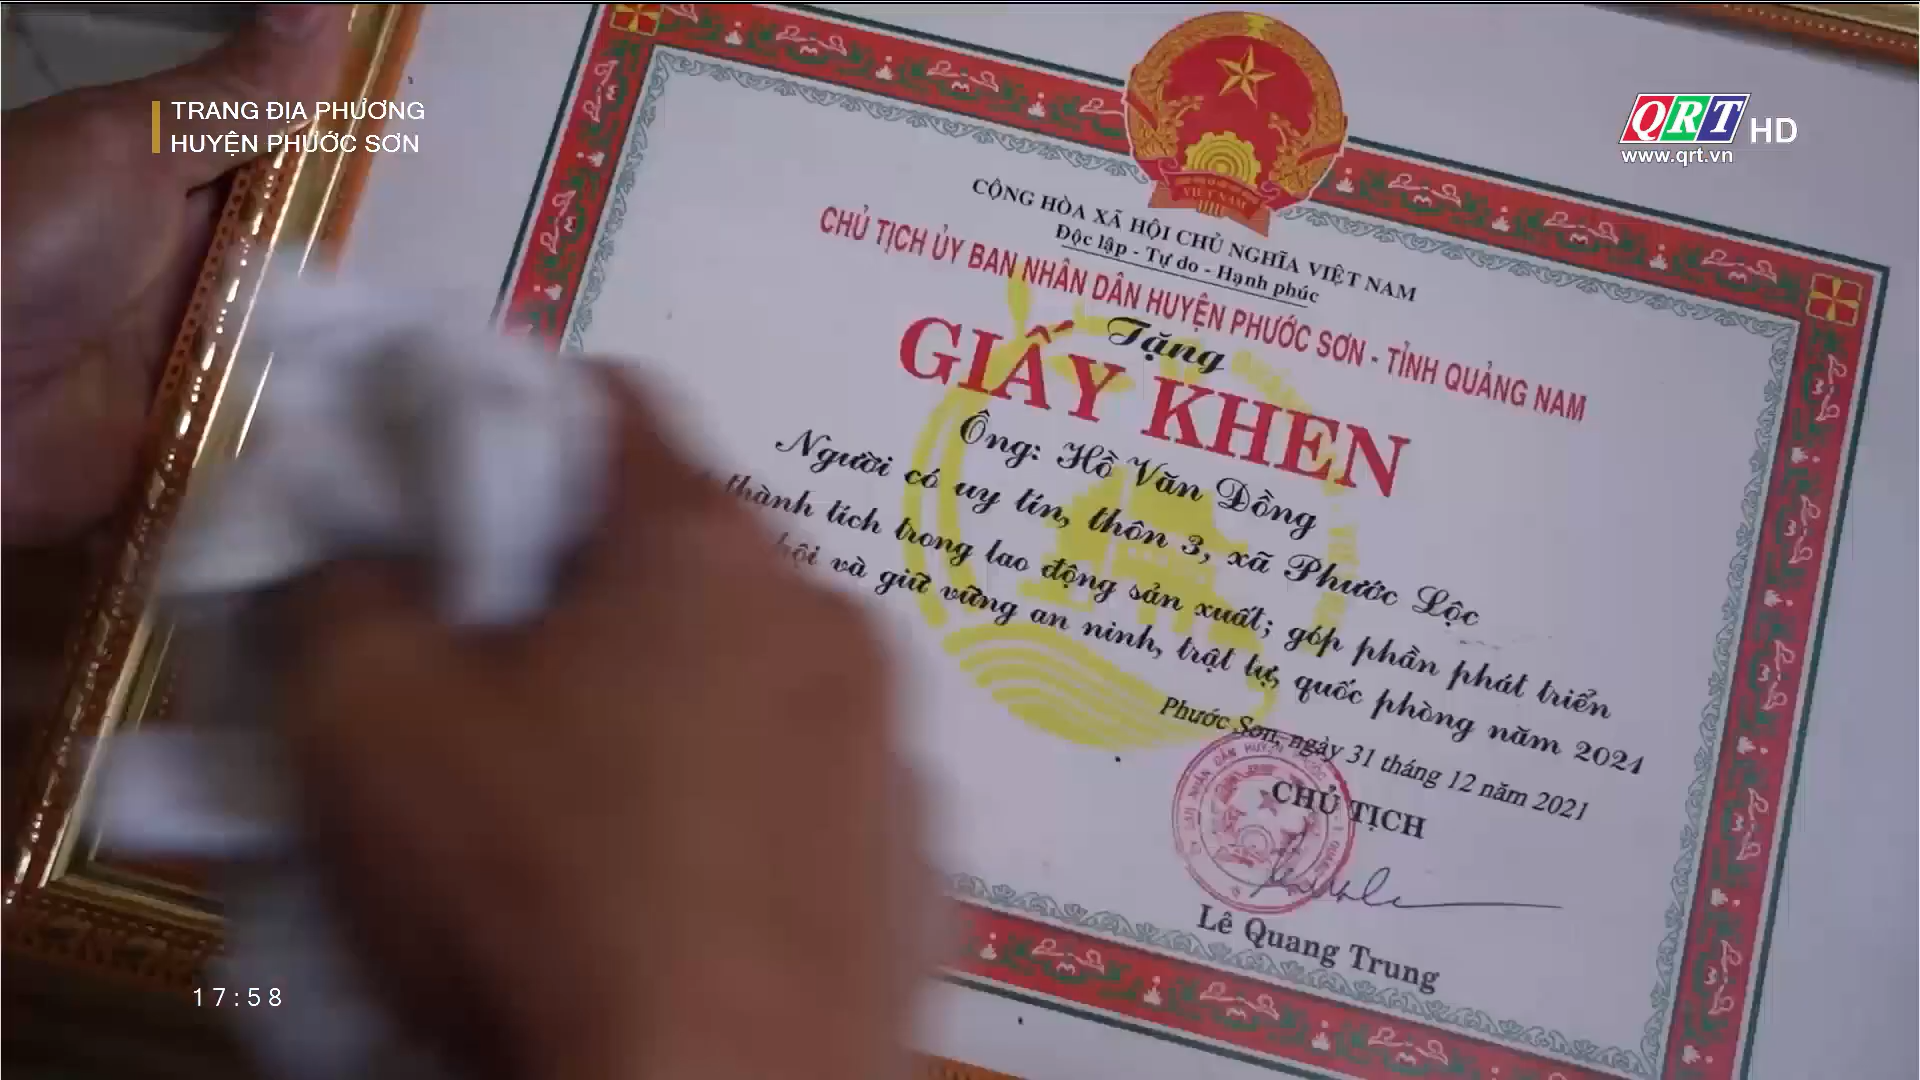 TRANG ĐỊA PHƯƠNG
HUYỆN PHƯỚC SƠN
QRT HD
www.qrt.vn
CỘNG HÒA XÃ HỘI CHỦ NGHĨA VIỆT NAM
Độc lập - Tự do - Hạnh phúc
CHỦ TỊCH ỦY BAN NHÂN DÂN HUYỆN PHƯỚC SƠN - TỈNH QUẢNG NAM
Tặng
GIẤY KHEN
Ông: Hồ Văn Dồng
Người có uy tín, thôn 3, xã Phước Lộc
thành tích trong lao động sản xuất; góp phần phát triển
hội và giữ vững an ninh, trật tự, quốc phòng năm 2021
Phước Sơn, ngày 31 tháng 12 năm 2021
CHỦ TỊCH
Lê Quang Trung
17:58